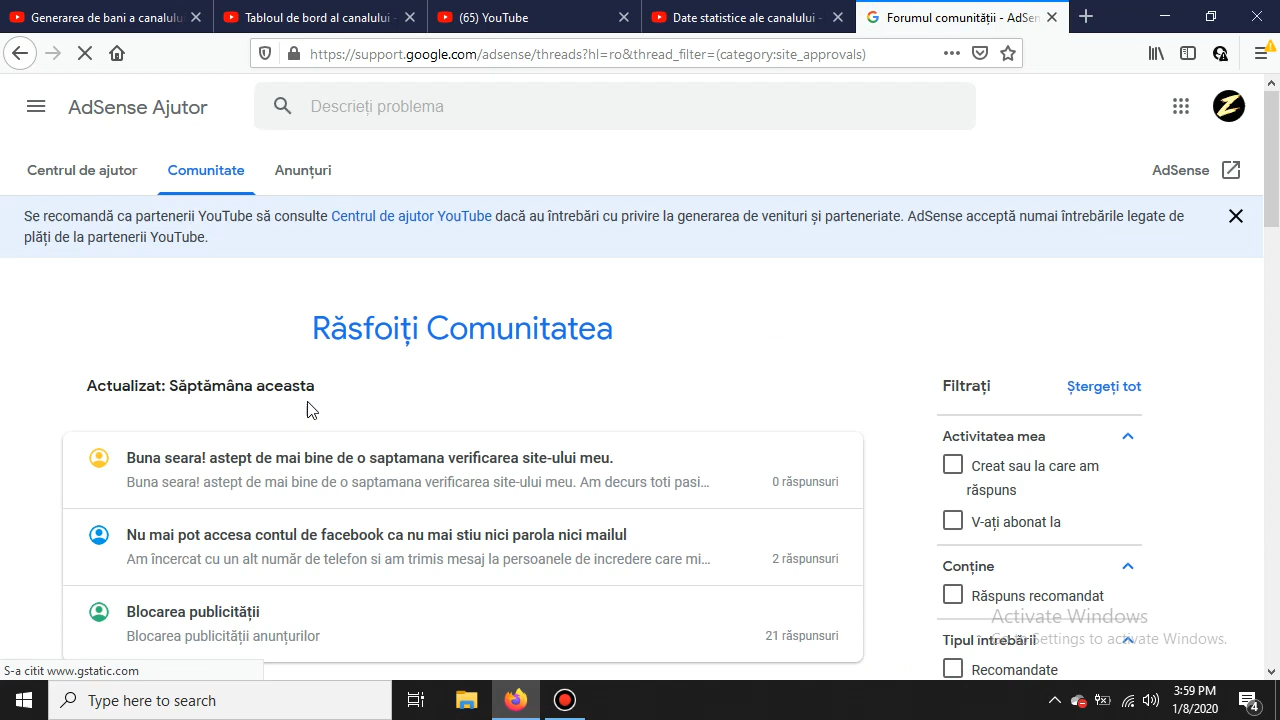 Generarea de bani a canalulu
Tabloul de bord al canalului -
(65) YouTube
Date statistice ale canalului -
Forumul comunității - AdSen
https://support.google.com/adsense/threads?hl=ro&thread_filter=(category:site_approvals)
AdSense Ajutor
Descrieți problema
Centrul de ajutor
Comunitate
Anunțuri
AdSense
Se recomandă ca partenerii YouTube să consulte Centrul de ajutor YouTube dacă au întrebări cu privire la generarea de venituri și parteneriate. AdSense acceptă numai întrebările legate de
plăți de la partenerii YouTube.
Răsfoiți Comunitatea
Actualizat: Săptămâna aceasta
Buna seara! astept de mai bine de o saptamana verificarea site-ului meu.
Buna seara! astept de mai bine de o saptamana verificarea site-ului meu. Am decurs toti pasi...
0 răspunsuri
Nu mai pot accesa contul de facebook ca nu mai stiu nici parola nici mailul
Am încercat cu un alt număr de telefon si am trimis mesaj la persoanele de incredere care mi...
2 răspunsuri
Blocarea publicității
Blocarea publicității anunțurilor
21 răspunsuri
Filtrați
Ștergeți tot
Activitatea mea
Creat sau la care am
răspuns
V-ați abonat la
Conține
Răspuns recomandat
Tipul întrebării
Recomandate
Activate Windows
Go to Settings to activate Windows.
S-a citit www.gstatic.com
Type here to search
3:59 PM
1/8/2020
4